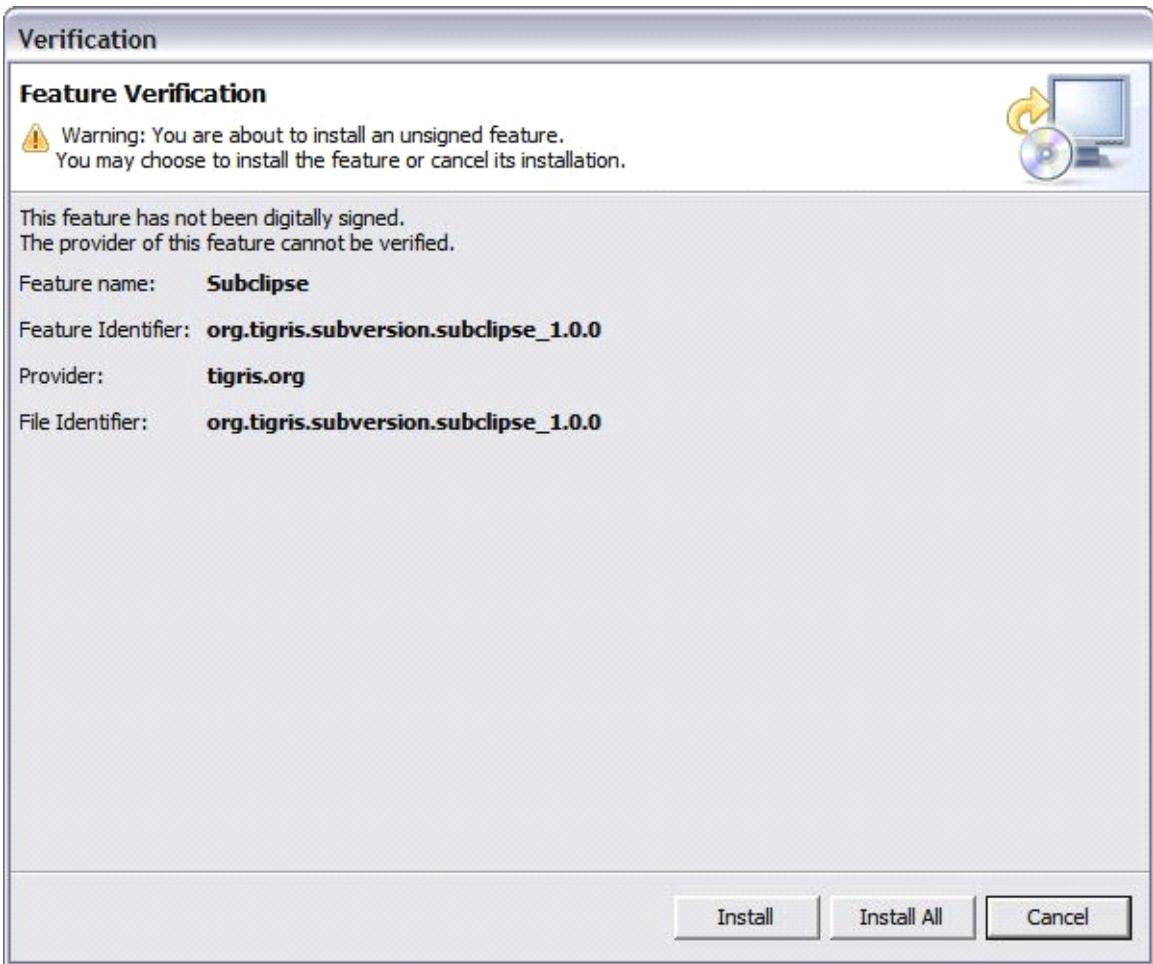 Verification
Feature Verification
Warning: You are about to install an unsigned feature.
You may choose to install the feature or cancel its installation.
This feature has not been digitally signed.
The provider of this feature cannot be verified.
Feature name: Subclipse
Feature Identifier: org.tigris.subversion.subclipse_1.0.0
Provider: tigris.org
File Identifier: org.tigris.subversion.subclipse_1.0.0
Install Install All Cancel